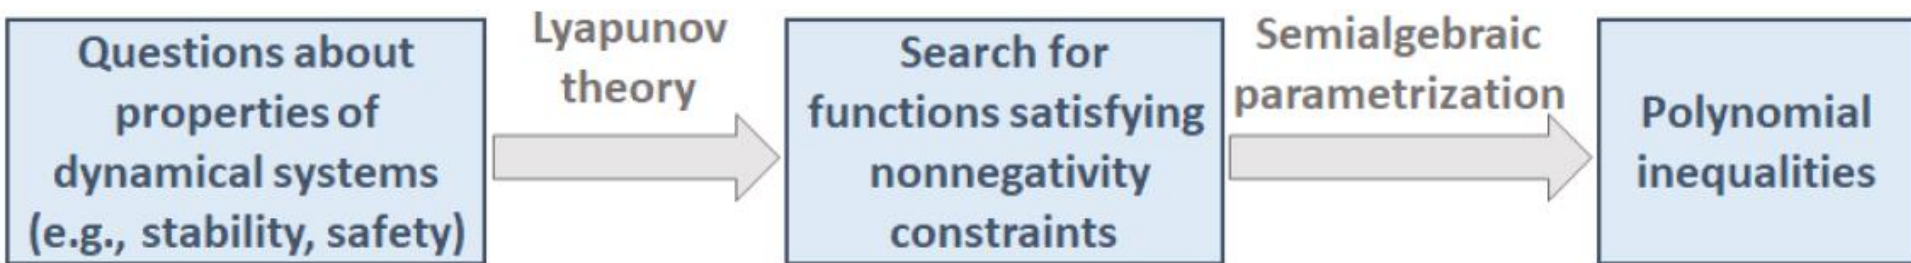 Questions about
properties of
dynamical systems
(e.g., stability, safety)
Lyapunov
theory
Search for
functions satisfying
nonnegativity
constraints
Semialgebraic
parametrization
Polynomial
inequalities